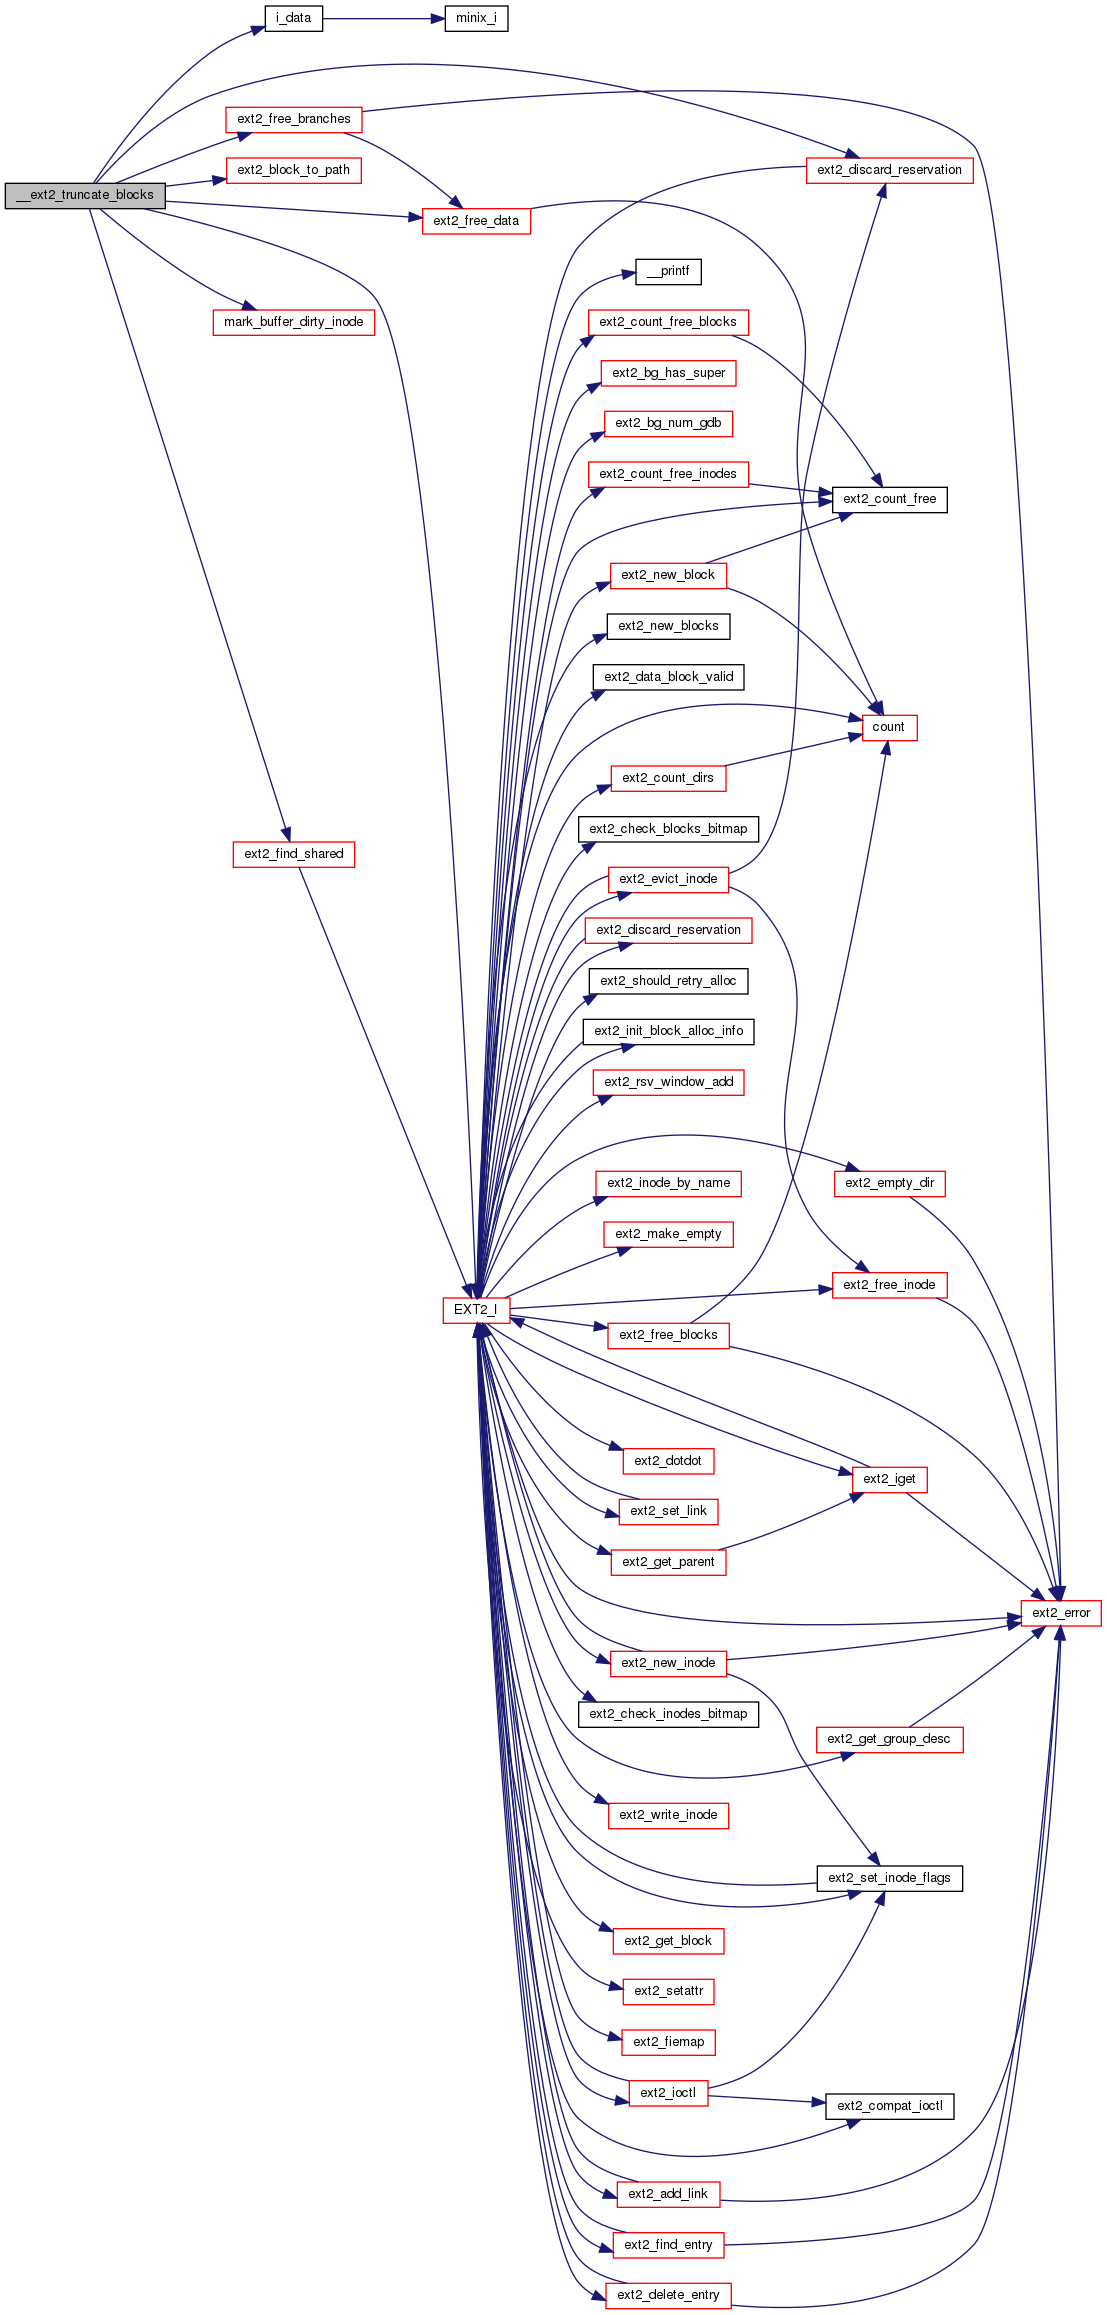 i_data
minix_i
ext2_free_branches
ext2_block_to_path
ext2_discard_reservation
__ext2_truncate_blocks
ext2_free_data
__printf
mark_buffer_dirty_inode
ext2_count_free_blocks
ext2_bg_has_super
ext2_bg_num_gdb
ext2_count_free_inodes
ext2_count_free
ext2_new_block
ext2_new_blocks
ext2_data_block_valid
count
ext2_count_dirs
ext2_check_blocks_bitmap
ext2_find_shared
ext2_evict_inode
ext2_discard_reservation
ext2_should_retry_alloc
ext2_init_block_alloc_info
ext2_rsv_window_add
ext2_inode_by_name
ext2_empty_dir
ext2_make_empty
ext2_free_inode
EXT2_I
ext2_free_blocks
ext2_dotdot
ext2_iget
ext2_set_link
ext2_get_parent
ext2_error
ext2_new_inode
ext2_check_inodes_bitmap
ext2_get_group_desc
ext2_write_inode
ext2_set_inode_flags
ext2_get_block
ext2_setattr
ext2_fiemap
ext2_ioctl
ext2_compat_ioctl
ext2_add_link
ext2_find_entry
ext2_delete_entry